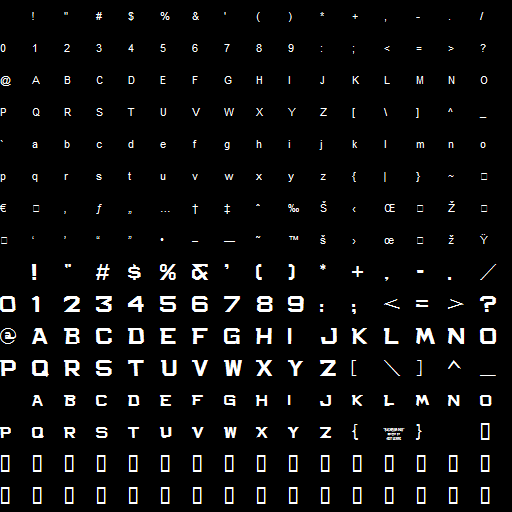 ! " # $ % & ' ( ) * + , - . /
0 1 2 3 4 5 6 7 8 9 : ; < = > ?
@ A B C D E F G H I J K L M N O
P Q R S T U V W X Y Z [ \ ] ^ _
` a b c d e f g h i j k l m n o
p q r s t u v w x y z { | } ~ □
€ □ ‚ ƒ „ … † ‡ ˆ ‰ Š ‹ Œ □ Ž □
□ ‘ ’ “ ” • – — ˜ ™ š › œ □ ž Ÿ
! " # $ % & ' ( ) * + , - . /
0 1 2 3 4 5 6 7 8 9 : ; < = > ?
@ A B C D E F G H I J K L M N O
P Q R S T U V W X Y Z [ \ ] ^ _
A B C D E F G H I J K L M N O
P Q R S T U V W X Y Z { } □
□ □ □ □ □ □ □ □ □ □ □ □ □ □ □ □
□ □ □ □ □ □ □ □ □ □ □ □ □ □ □ □